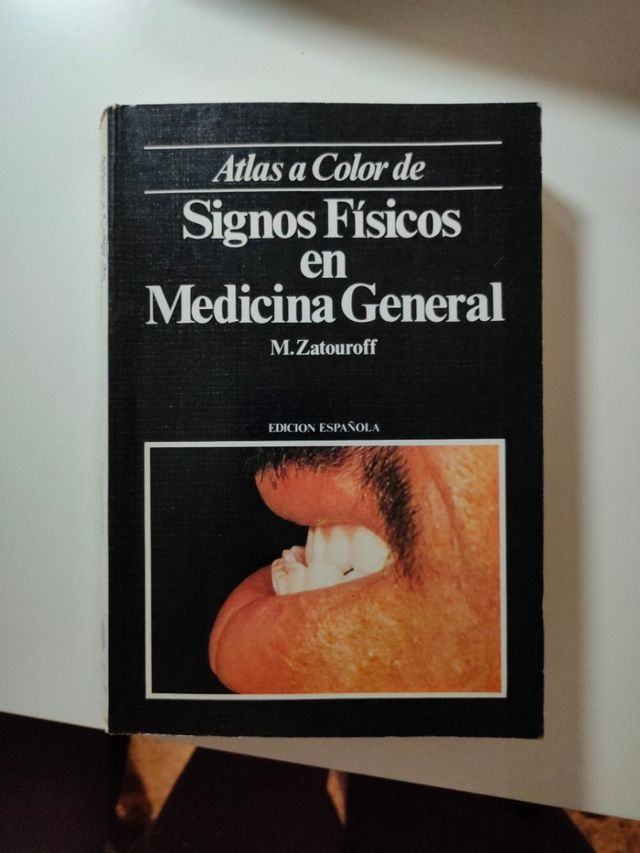 Atlas a Color de
Signos Físicos
en
Medicina General
M.Zatouroff
EDICION ESPAÑOLA